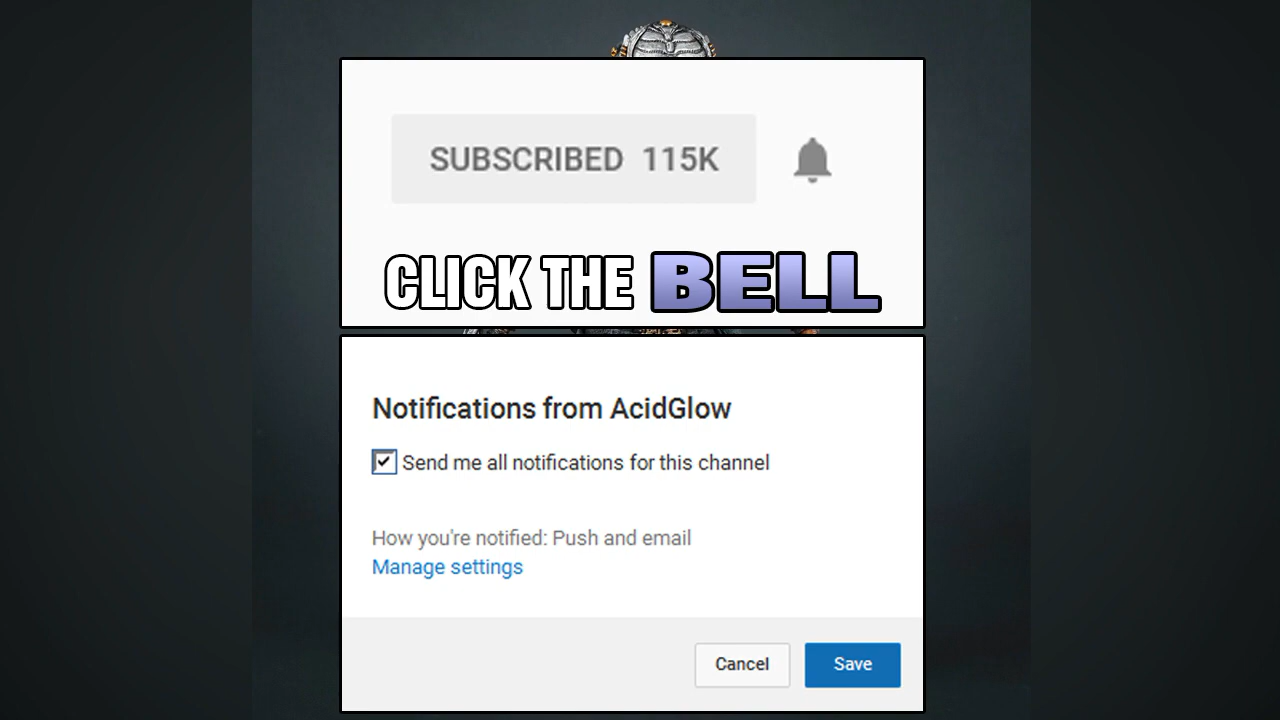 SUBSCRIBED 115K
CLICK THE BELL
Notifications from AcidGlow
Send me all notifications for this channel
How you're notified: Push and email
Manage settings
Cancel Save